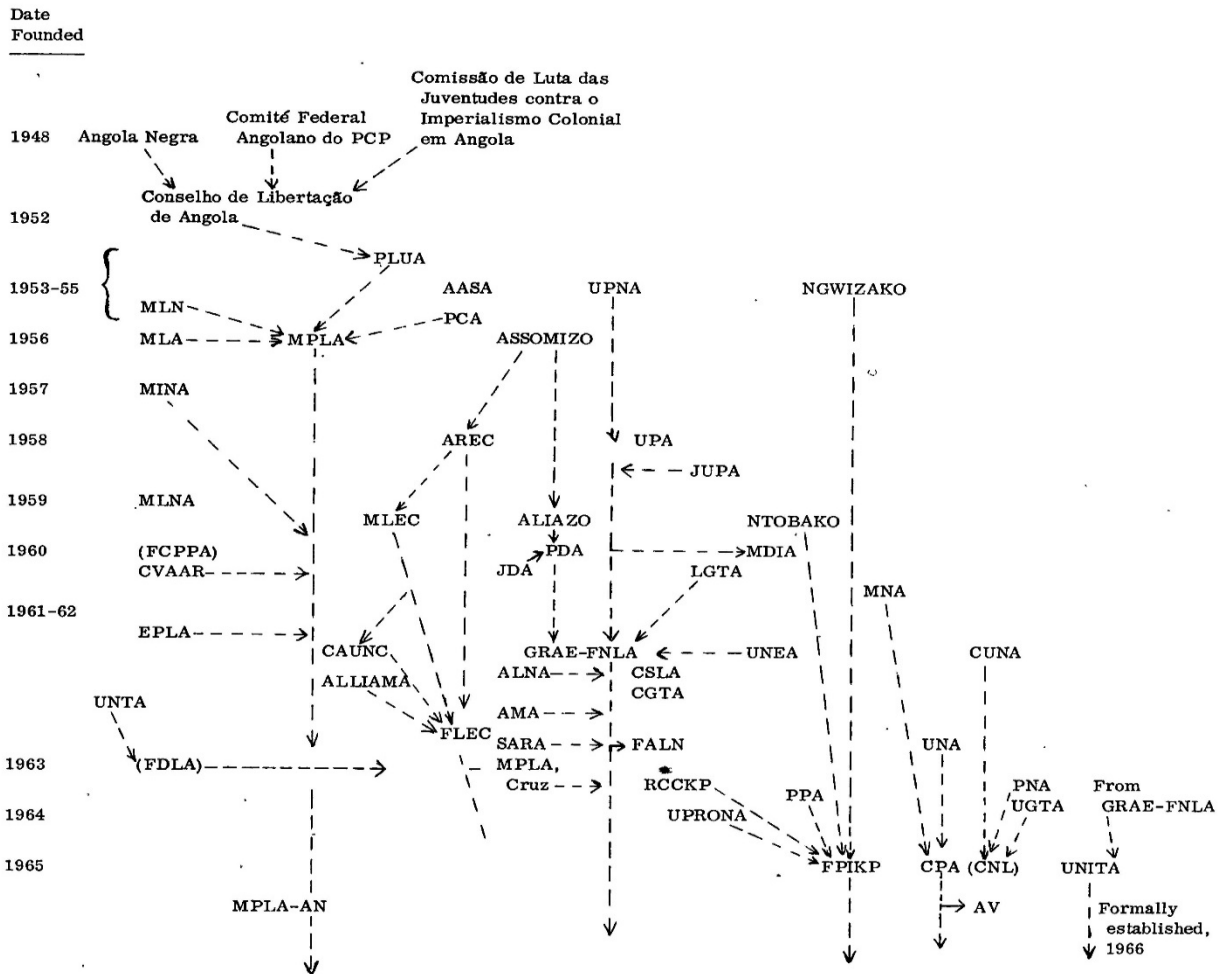 Date
Founded
Comissão de Luta das
Juventudes contra o
Imperialismo Colonial
em Angola
Comité Federal
Angolano do PCP
1948 Angola Negra
Conselho de Libertação
de Angola
1952
PLUA
1953-55 AASA UPNA NGWIZAKO
MLN PCA
1956 MLA MPLA ASSOMIZO
1957 MINA
1958 AREC UPA
JUPA
1959 MLNA
MLEC ALIAZO NTOBAKO
1960 (FCPPA) PDA MDIA
CVAAR JDA LGTA
MNA
1961-62
EPLA
CAUNC GRAE-FNLA UNEA CUNA
ALLIAMA ALNA CSLA
CGTA
UNTA
AMA
FLEC
SARA FALN UNA
1963 (FDLA) MPLA,
Cruz RCCKP PPA PNA From
1964 UPRONA UGTA GRAE-FNLA
1965 FPIKP CPA (CNL) UNITA
MPLA-AN AV Formally
established,
1966